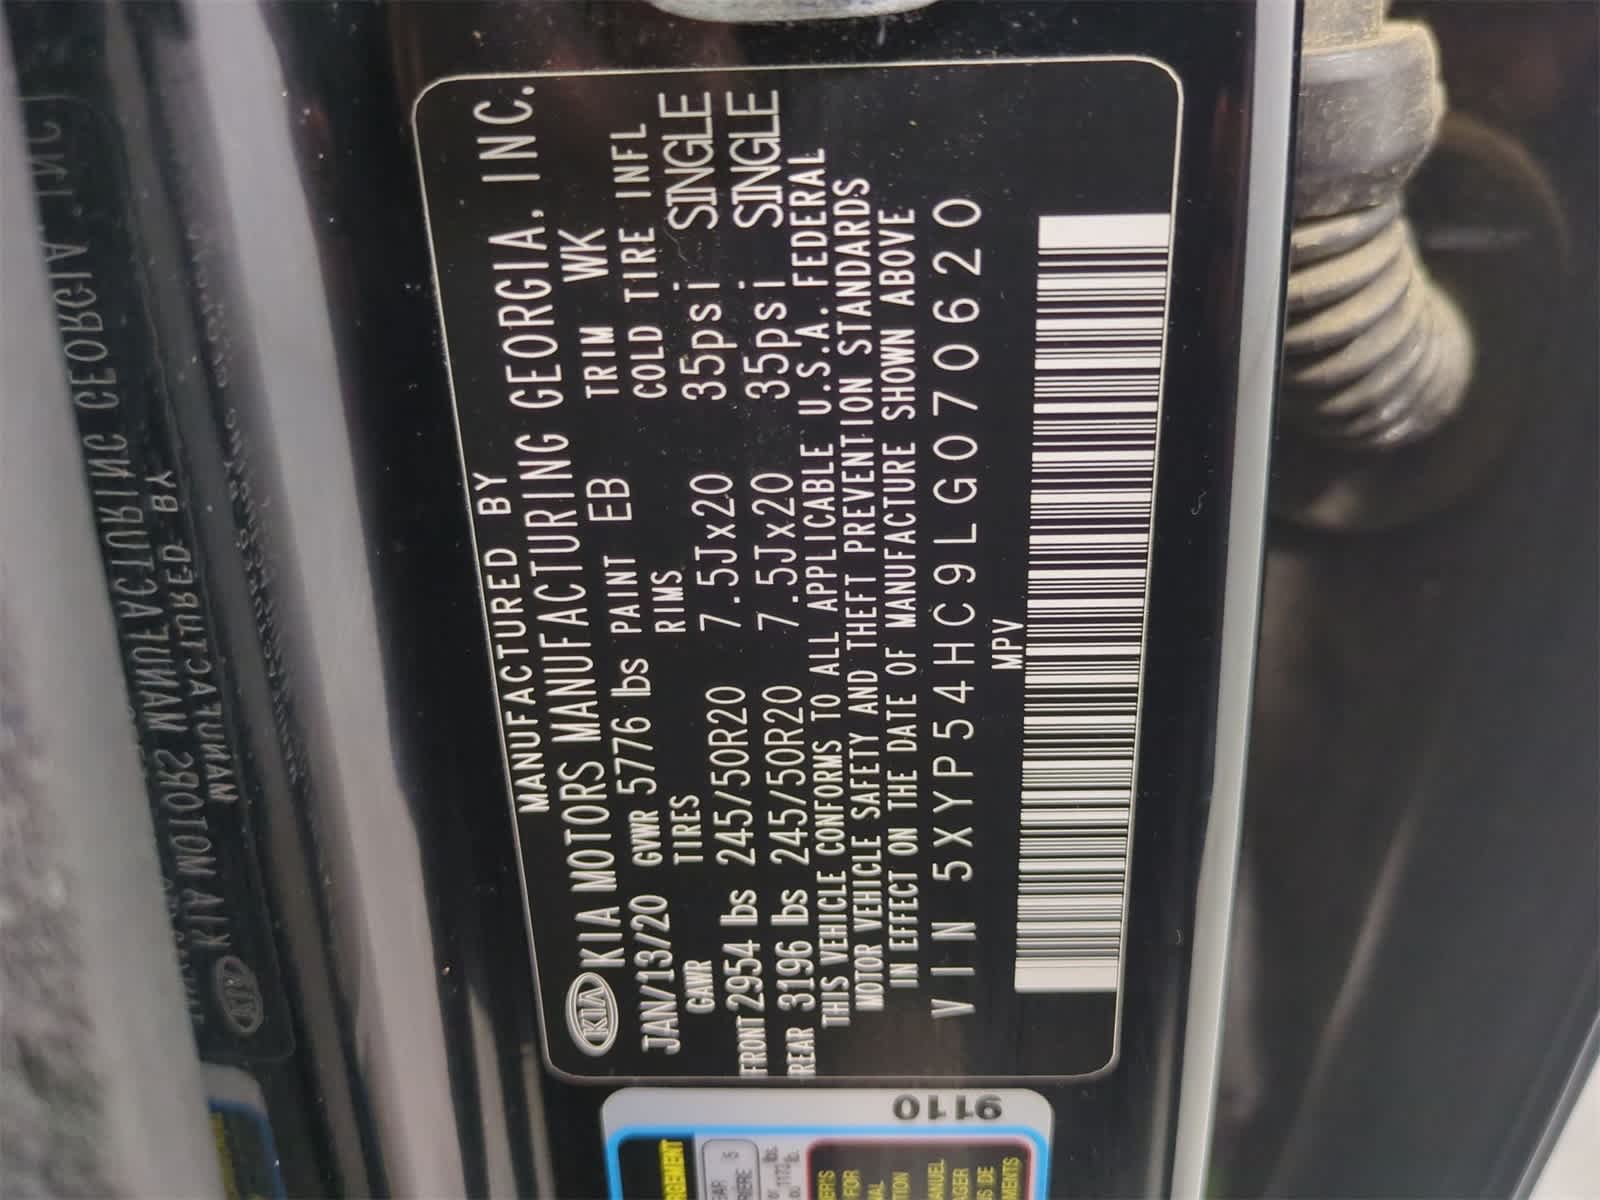 MANUFACTURED BY
KIA KIA MOTORS MANUFACTURING GEORGIA, INC.
JAN/13/20 GVWR 5776 lbs PAINT EB TRIM WK
GAWR TIRES RIMS COLD TIRE INFL
FRONT 2954 lbs 245/50R20 7.5Jx20 35psi SINGLE
REAR 3196 lbs 245/50R20 7.5Jx20 35psi SINGLE
THIS VEHICLE CONFORMS TO ALL APPLICABLE U.S.A. FEDERAL
MOTOR VEHICLE SAFETY AND THEFT PREVENTION STANDARDS
IN EFFECT ON THE DATE OF MANUFACTURE SHOWN ABOVE
VIN 5XYP54HC9LG070620
MPV
9110